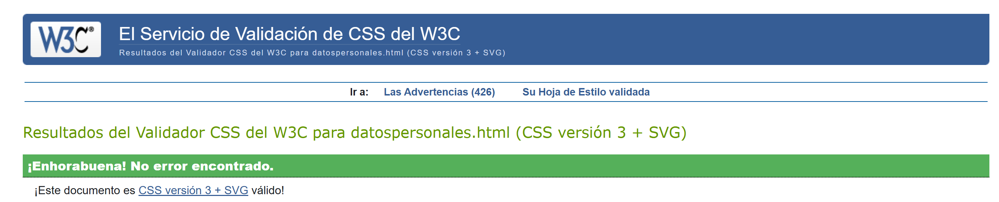 W3C®
El Servicio de Validación de CSS del W3C
Resultados del Validador CSS del W3C para datospersonales.html (CSS versión 3 + SVG)
Ir a: Las Advertencias (426) Su Hoja de Estilo validada
Resultados del Validador CSS del W3C para datospersonales.html (CSS versión 3 + SVG)
¡Enhorabuena! No error encontrado.
¡Este documento es CSS versión 3 + SVG válido!